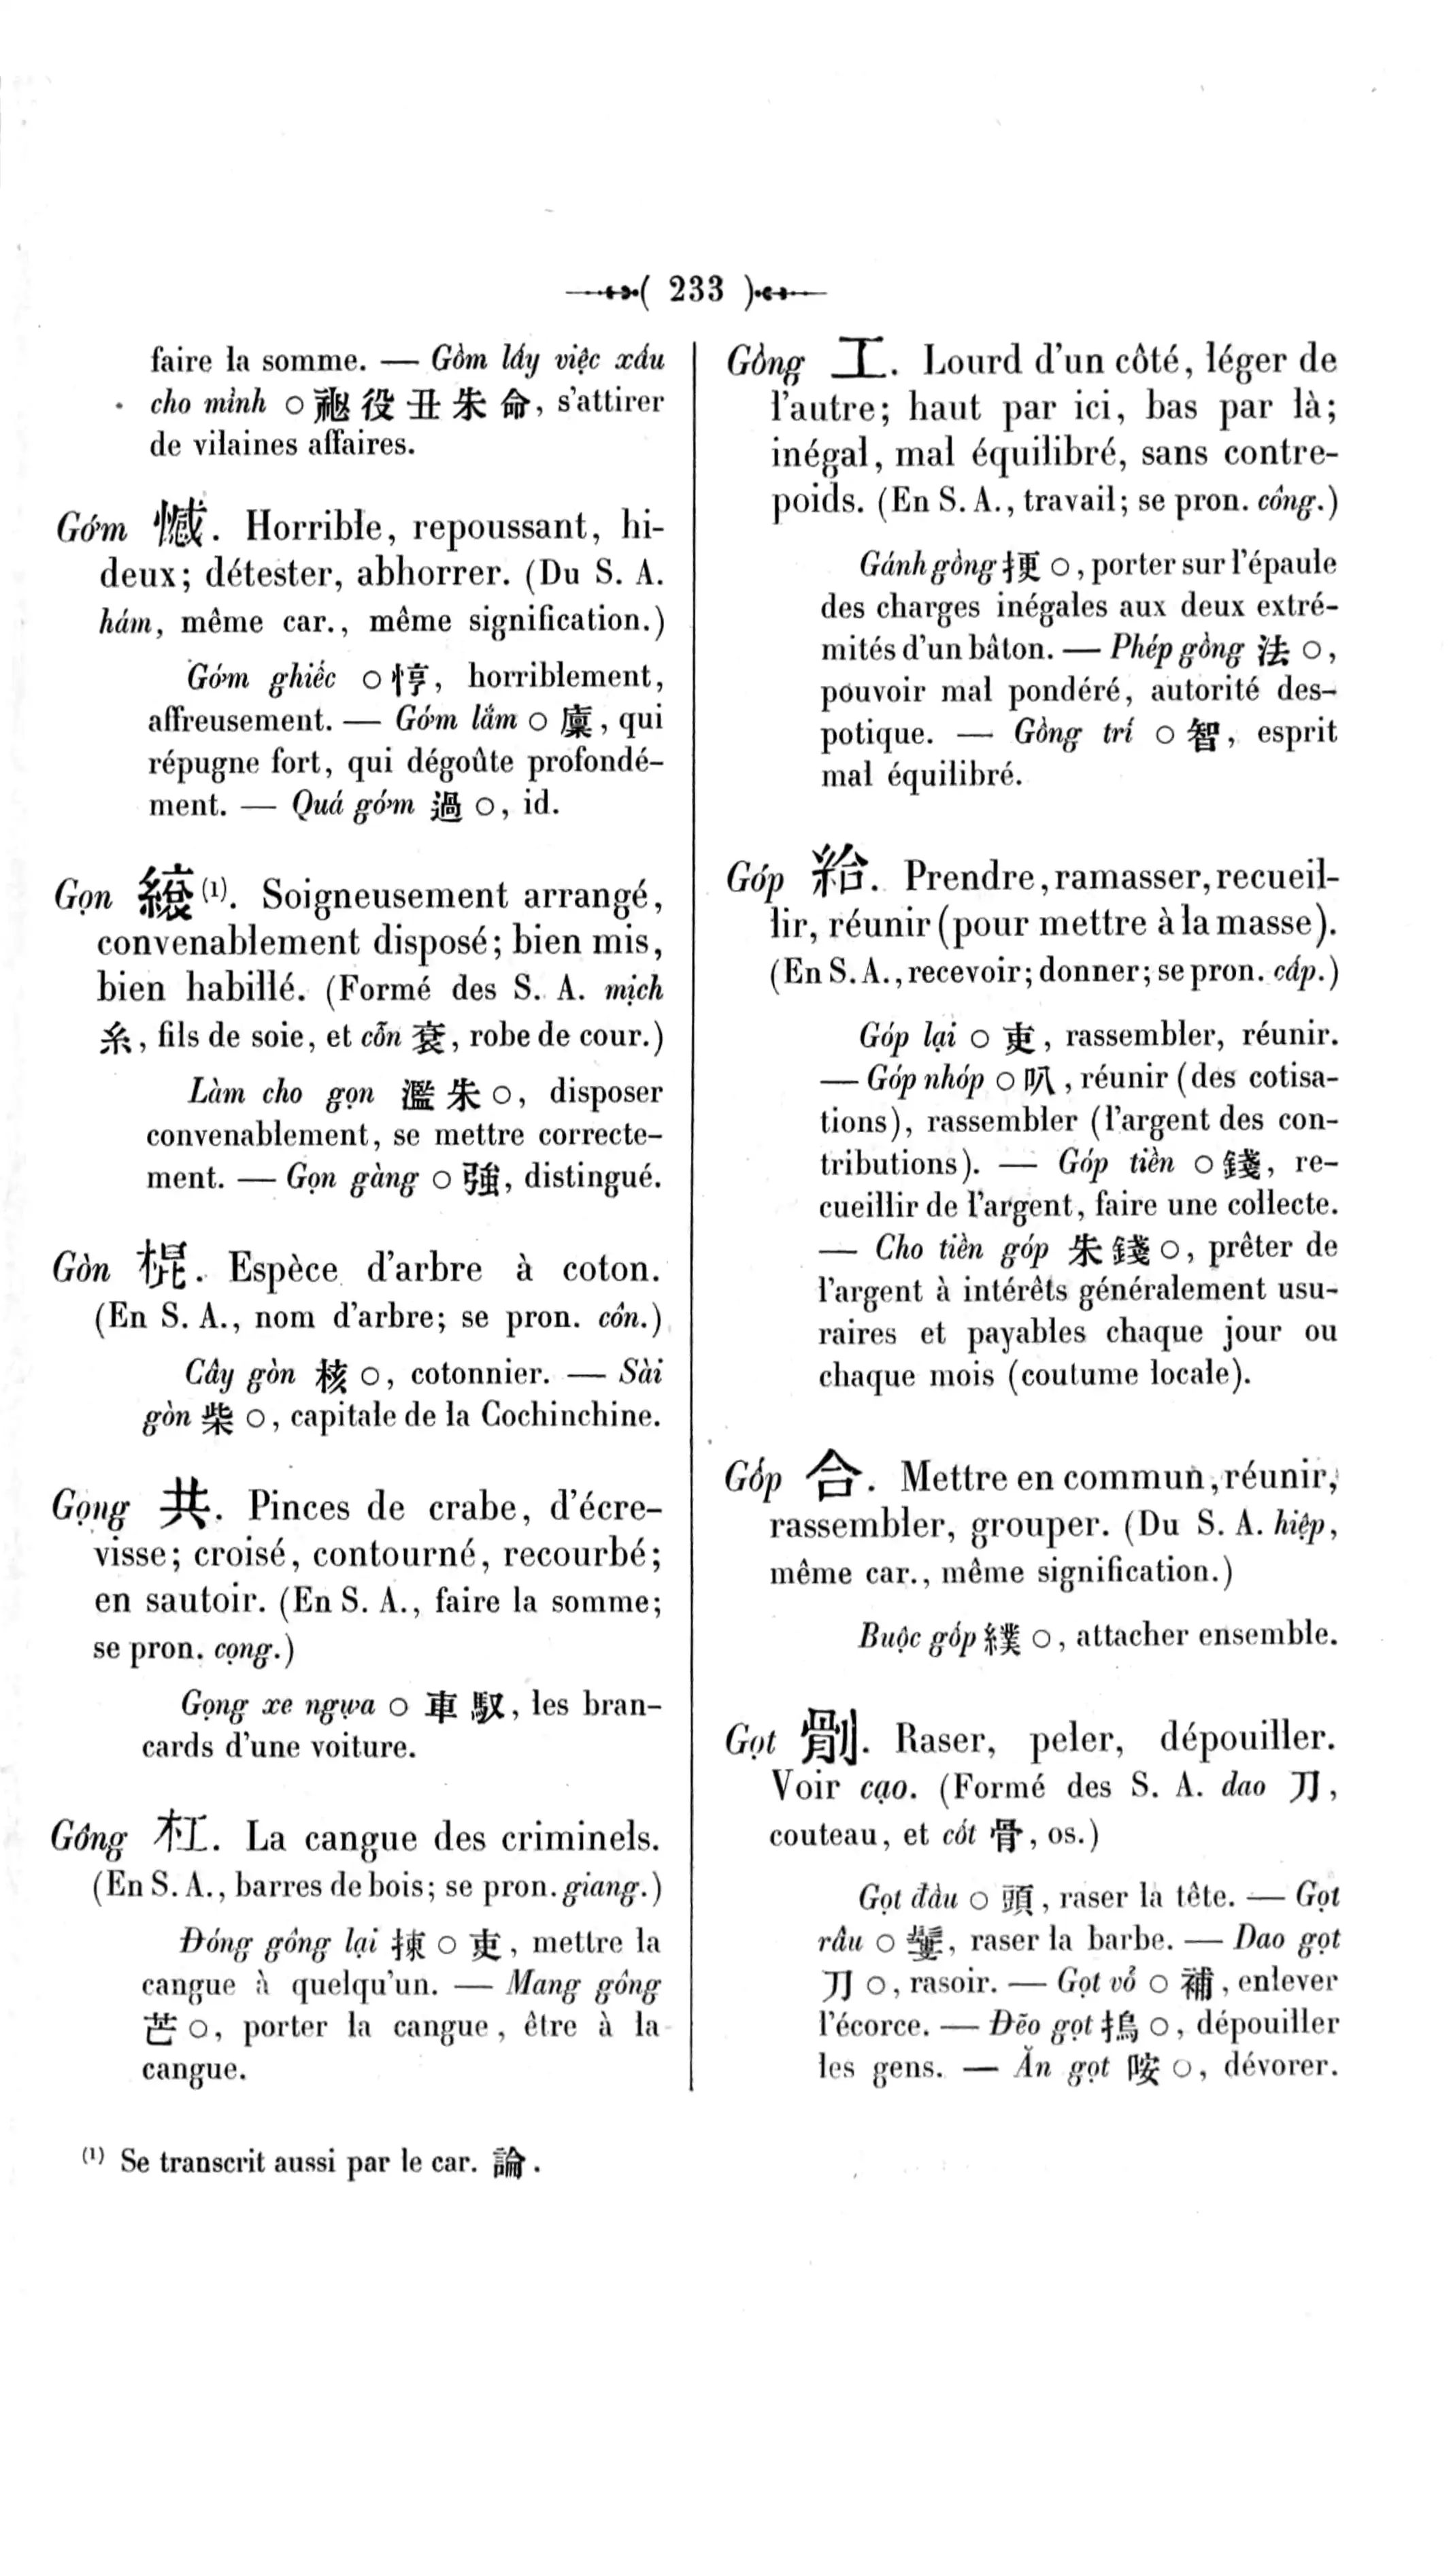 ( 233 )
faire la somme. — Gồm lấy việc xấu
cho mình ○ 役 丑 朱 命, s'attirer
de vilaines affaires.
Góm 憾. Horrible, repoussant, hi-
deux; détester, abhorrer. (Du S. A.
hám, même car., même signification.)
Góm ghiếc ○ 悙, horriblement,
affreusement. — Góm lắm ○ 廩, qui
répugne fort, qui dégoûte profondé-
ment. — Quá góm 過 ○, id.
Gọn (1). Soigneusement arrangé,
convenablement disposé; bien mis,
bien habillé. (Formé des S. A. mịch
糸, fils de soie, et cỗn 袞, robe de cour.)
Làm cho gọn 濫 朱 ○, disposer
convenablement, se mettre correcte-
ment. — Gọn gàng ○ 強, distingué.
Gòn 棍. Espèce d'arbre à coton.
(En S. A., nom d'arbre; se pron. côn.)
Cây gòn 核 ○, cotonnier. — Sài
gòn 柴 ○, capitale de la Cochinchine.
Gọng 共. Pinces de crabe, d'écre-
visse; croisé, contourné, recourbé;
en sautoir. (En S. A., faire la somme;
se pron. cọng.)
Gọng xe ngựa ○ 車 馭, les bran-
cards d'une voiture.
Gông 杠. La cangue des criminels.
(En S. A., barres de bois; se pron. giang.)
Đóng gông lại 揀 ○ 吏, mettre la
cangue à quelqu'un. — Mang gông
芒 ○, porter la cangue, être à la
cangue.
(1) Se transcrit aussi par le car. 論.
Gồng 工. Lourd d'un côté, léger de
l'autre; haut par ici, bas par là;
inégal, mal équilibré, sans contre-
poids. (En S. A., travail; se pron. công.)
Gánh gồng 挭 ○, porter sur l'épaule
des charges inégales aux deux extré-
mités d'un bâton. — Phép gồng 法 ○,
pouvoir mal pondéré, autorité des-
potique. — Gồng trí ○ 智, esprit
mal équilibré.
Góp. Prendre, ramasser, recueil-
lir, réunir (pour mettre à la masse).
(En S. A., recevoir; donner; se pron. cáp.)
Góp lại ○ 吏, rassembler, réunir.
— Góp nhóp ○ 叭, réunir (des cotisa-
tions), rassembler (l'argent des con-
tributions). — Góp tiền ○ 錢, re-
cueillir de l'argent, faire une collecte.
— Cho tiền góp 朱 錢 ○, prêter de
l'argent à intérêts généralement usu-
raires et payables chaque jour ou
chaque mois (coutume locale).
Gốp 合. Mettre en commun, réunir,
rassembler, grouper. (Du S. A. hiệp,
même car., même signification.)
Buộc gốp 纀 ○, attacher ensemble.
Gọt. Raser, peler, dépouiller.
Voir cạo. (Formé des S. A. dao 刀,
couteau, et cốt 骨, os.)
Gọt đầu ○ 頭, raser la tête. — Gọt
râu ○, raser la barbe. — Dao gọt
刀 ○, rasoir. — Gọt vỏ ○ 補, enlever
l'écorce. — Đẽo gọt ○, dépouiller
les gens. — Ăn gọt 咹 ○, dévorer.